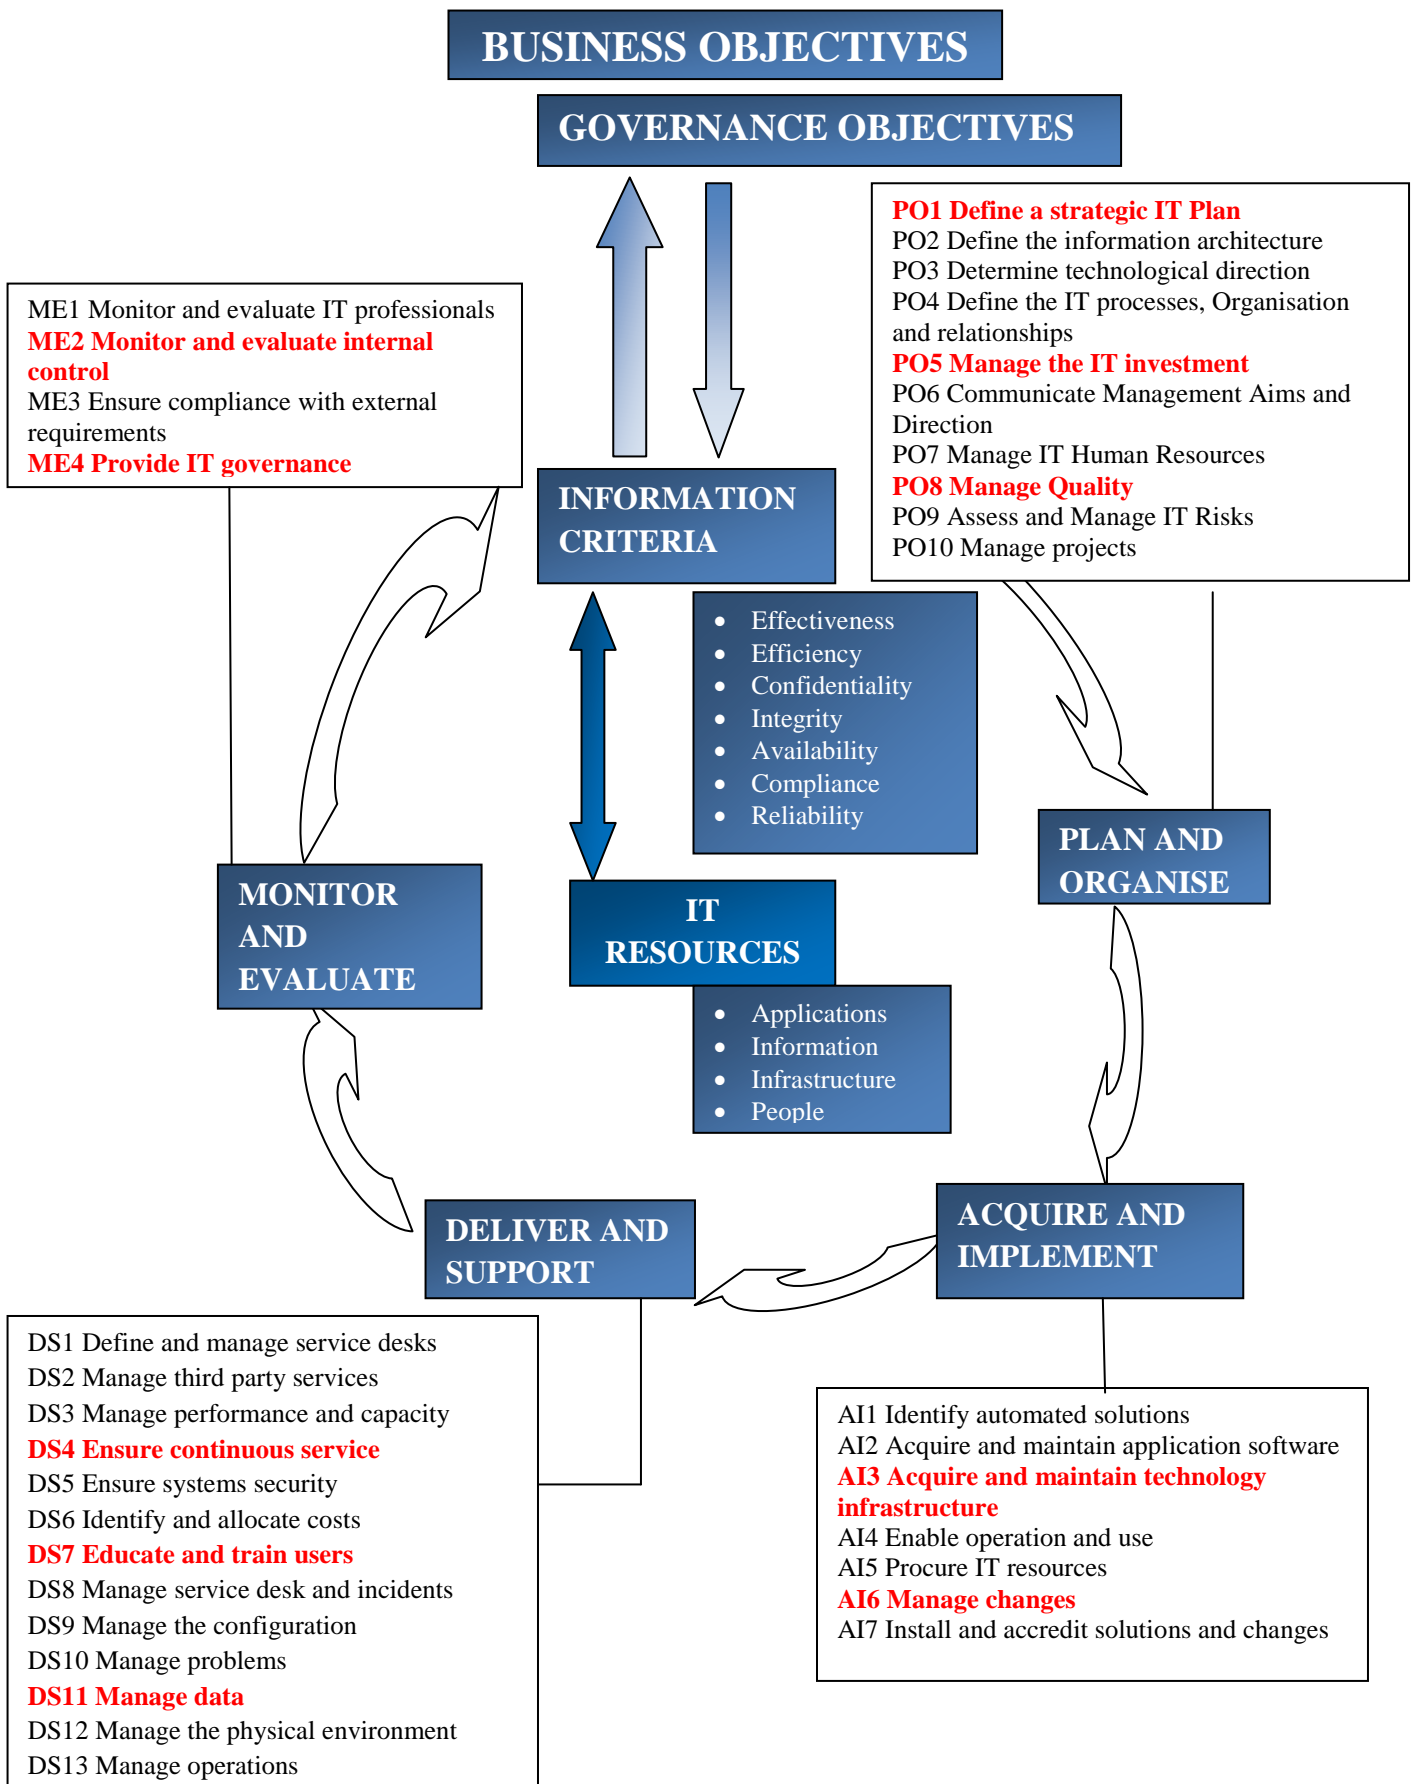 BUSINESS OBJECTIVES
GOVERNANCE OBJECTIVES
PO1 Define a strategic IT Plan
PO2 Define the information architecture
PO3 Determine technological direction
PO4 Define the IT processes, Organisation
and relationships
PO5 Manage the IT investment
PO6 Communicate Management Aims and
Direction
PO7 Manage IT Human Resources
PO8 Manage Quality
PO9 Assess and Manage IT Risks
PO10 Manage projects
ME1 Monitor and evaluate IT professionals
ME2 Monitor and evaluate internal
control
ME3 Ensure compliance with external
requirements
ME4 Provide IT governance
INFORMATION
CRITERIA
• Effectiveness
• Efficiency
• Confidentiality
• Integrity
• Availability
• Compliance
• Reliability
PLAN AND
ORGANISE
MONITOR
AND
EVALUATE
IT
RESOURCES
• Applications
• Information
• Infrastructure
• People
DELIVER AND
SUPPORT
ACQUIRE AND
IMPLEMENT
DS1 Define and manage service desks
DS2 Manage third party services
DS3 Manage performance and capacity
DS4 Ensure continuous service
DS5 Ensure systems security
DS6 Identify and allocate costs
DS7 Educate and train users
DS8 Manage service desk and incidents
DS9 Manage the configuration
DS10 Manage problems
DS11 Manage data
DS12 Manage the physical environment
DS13 Manage operations
AI1 Identify automated solutions
AI2 Acquire and maintain application software
AI3 Acquire and maintain technology
infrastructure
AI4 Enable operation and use
AI5 Procure IT resources
AI6 Manage changes
AI7 Install and accredit solutions and changes